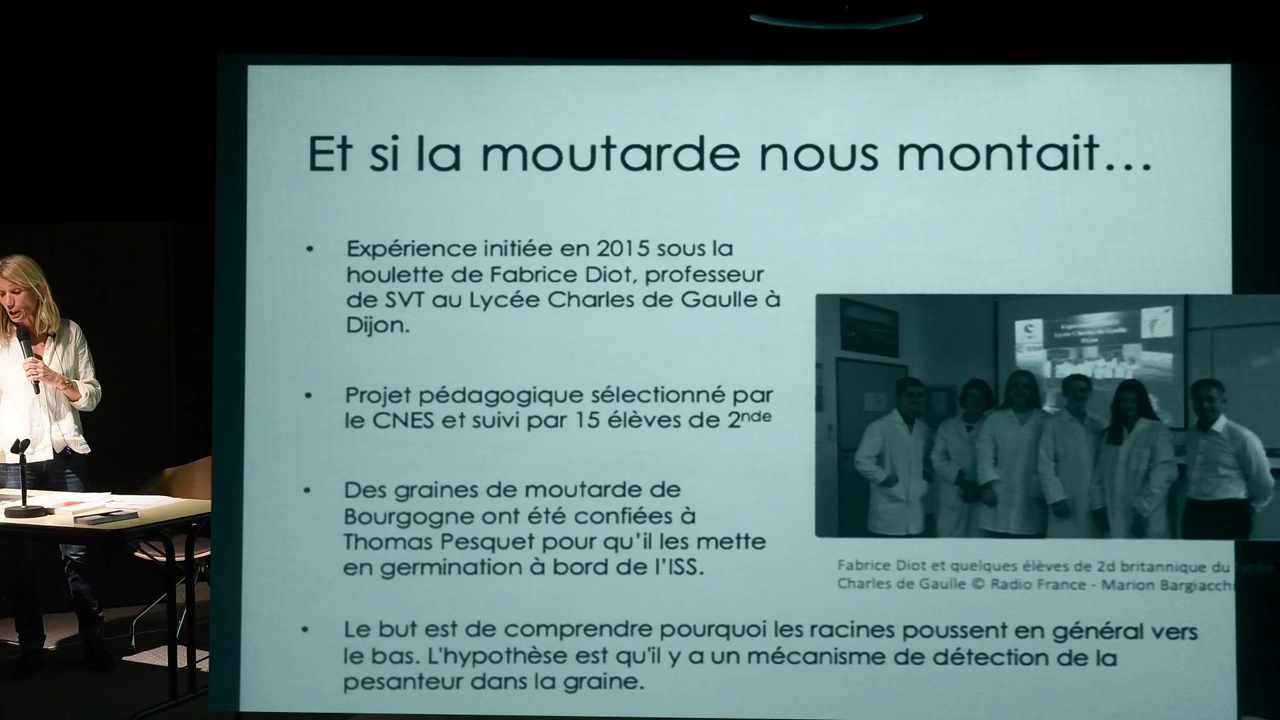 Et si la moutarde nous montait…
• Expérience initiée en 2015 sous la
houlette de Fabrice Diot, professeur
de SVT au Lycée Charles de Gaulle à
Dijon.
• Projet pédagogique sélectionné par
le CNES et suivi par 15 élèves de 2nde
• Des graines de moutarde de
Bourgogne ont été confiées à
Thomas Pesquet pour qu’il les mette
en germination à bord de l’ISS.
Fabrice Diot et quelques élèves de 2d britannique du lycée
Charles de Gaulle © Radio France - Marion Bargiacchi
• Le but est de comprendre pourquoi les racines poussent en général vers
le bas. L'hypothèse est qu'il y a un mécanisme de détection de la
pesanteur dans la graine.